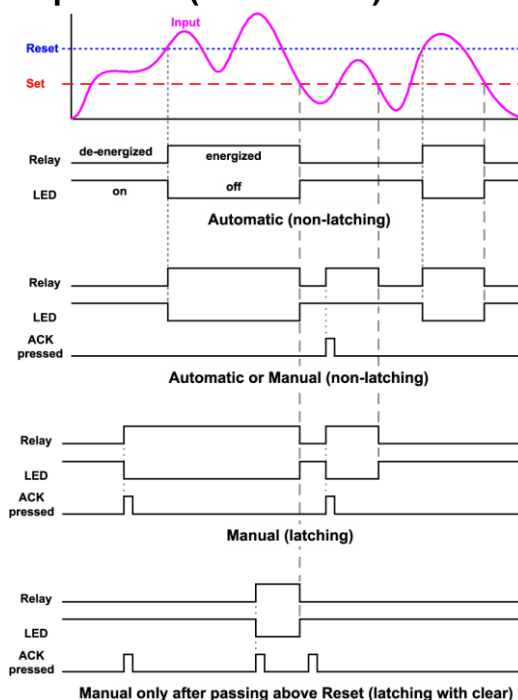 Input
Reset
Set
de-energized energized
Relay
on off
LED
Automatic (non-latching)
Relay
LED
ACK
pressed
Automatic or Manual (non-latching)
Relay
LED
ACK
pressed
Manual (latching)
Relay
LED
ACK
pressed
Manual only after passing above Reset (latching with clear)